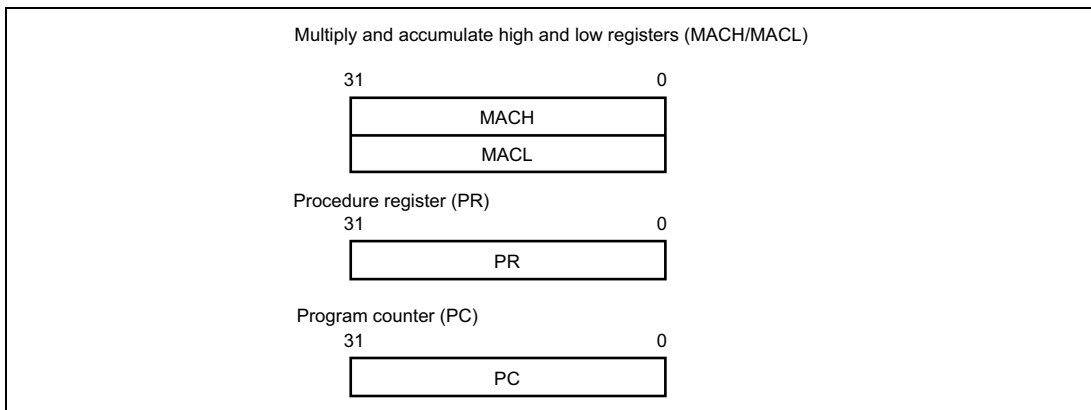 Multiply and accumulate high and low registers (MACH/MACL)
31 0
MACH
MACL
Procedure register (PR)
31 0
PR
Program counter (PC)
31 0
PC